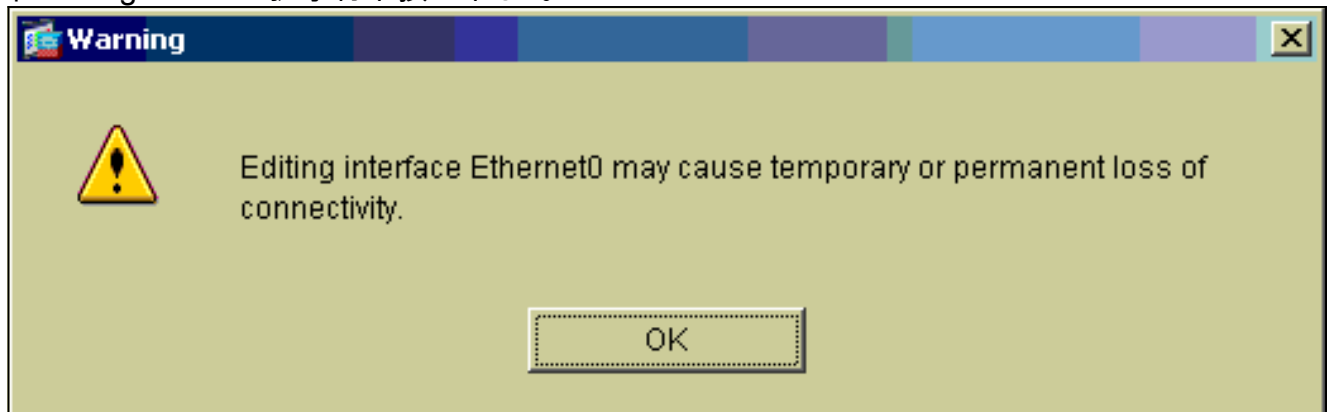 Warning
Editing interface Ethernet0 may cause temporary or permanent loss of
connectivity.
OK